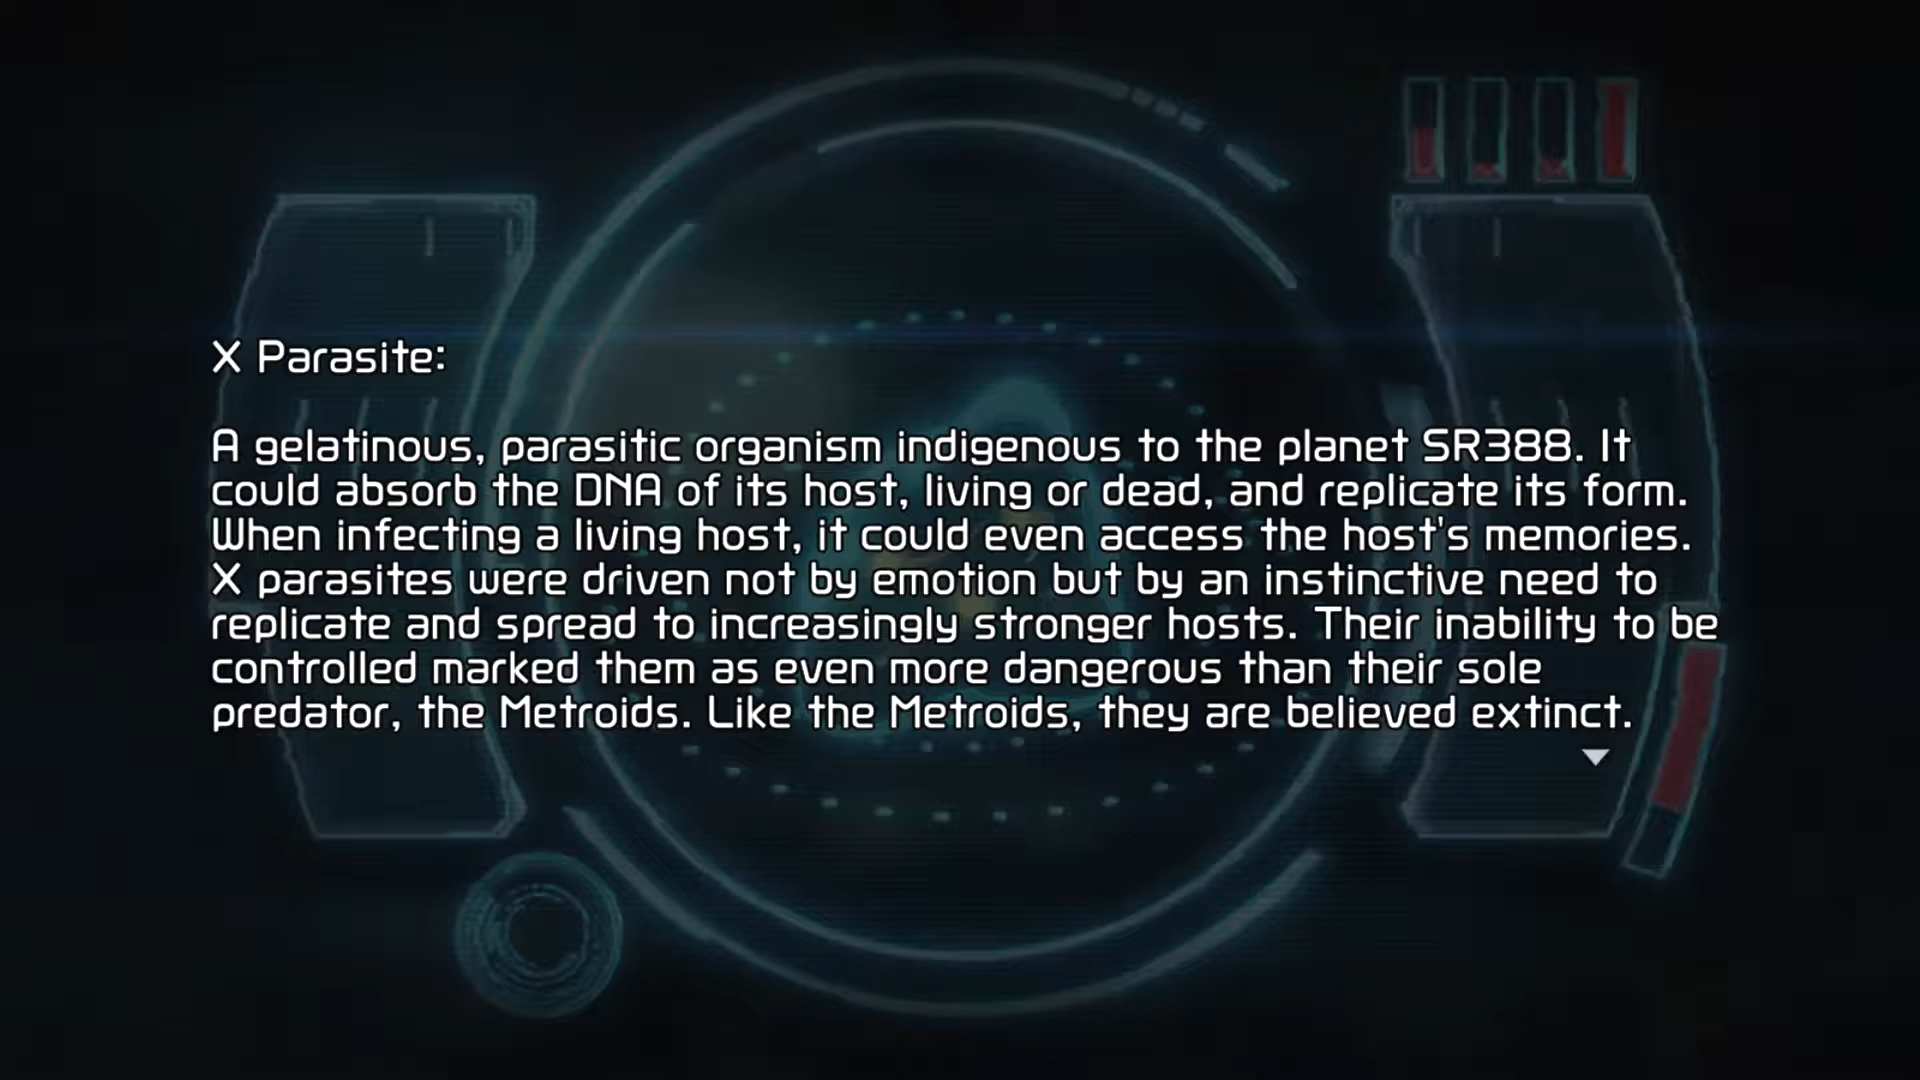 X Parasite:
A gelatinous, parasitic organism indigenous to the planet SR388. It
could absorb the DNA of its host, living or dead, and replicate its form.
When infecting a living host, it could even access the host's memories.
X parasites were driven not by emotion but by an instinctive need to
replicate and spread to increasingly stronger hosts. Their inability to be
controlled marked them as even more dangerous than their sole
predator, the Metroids. Like the Metroids, they are believed extinct.